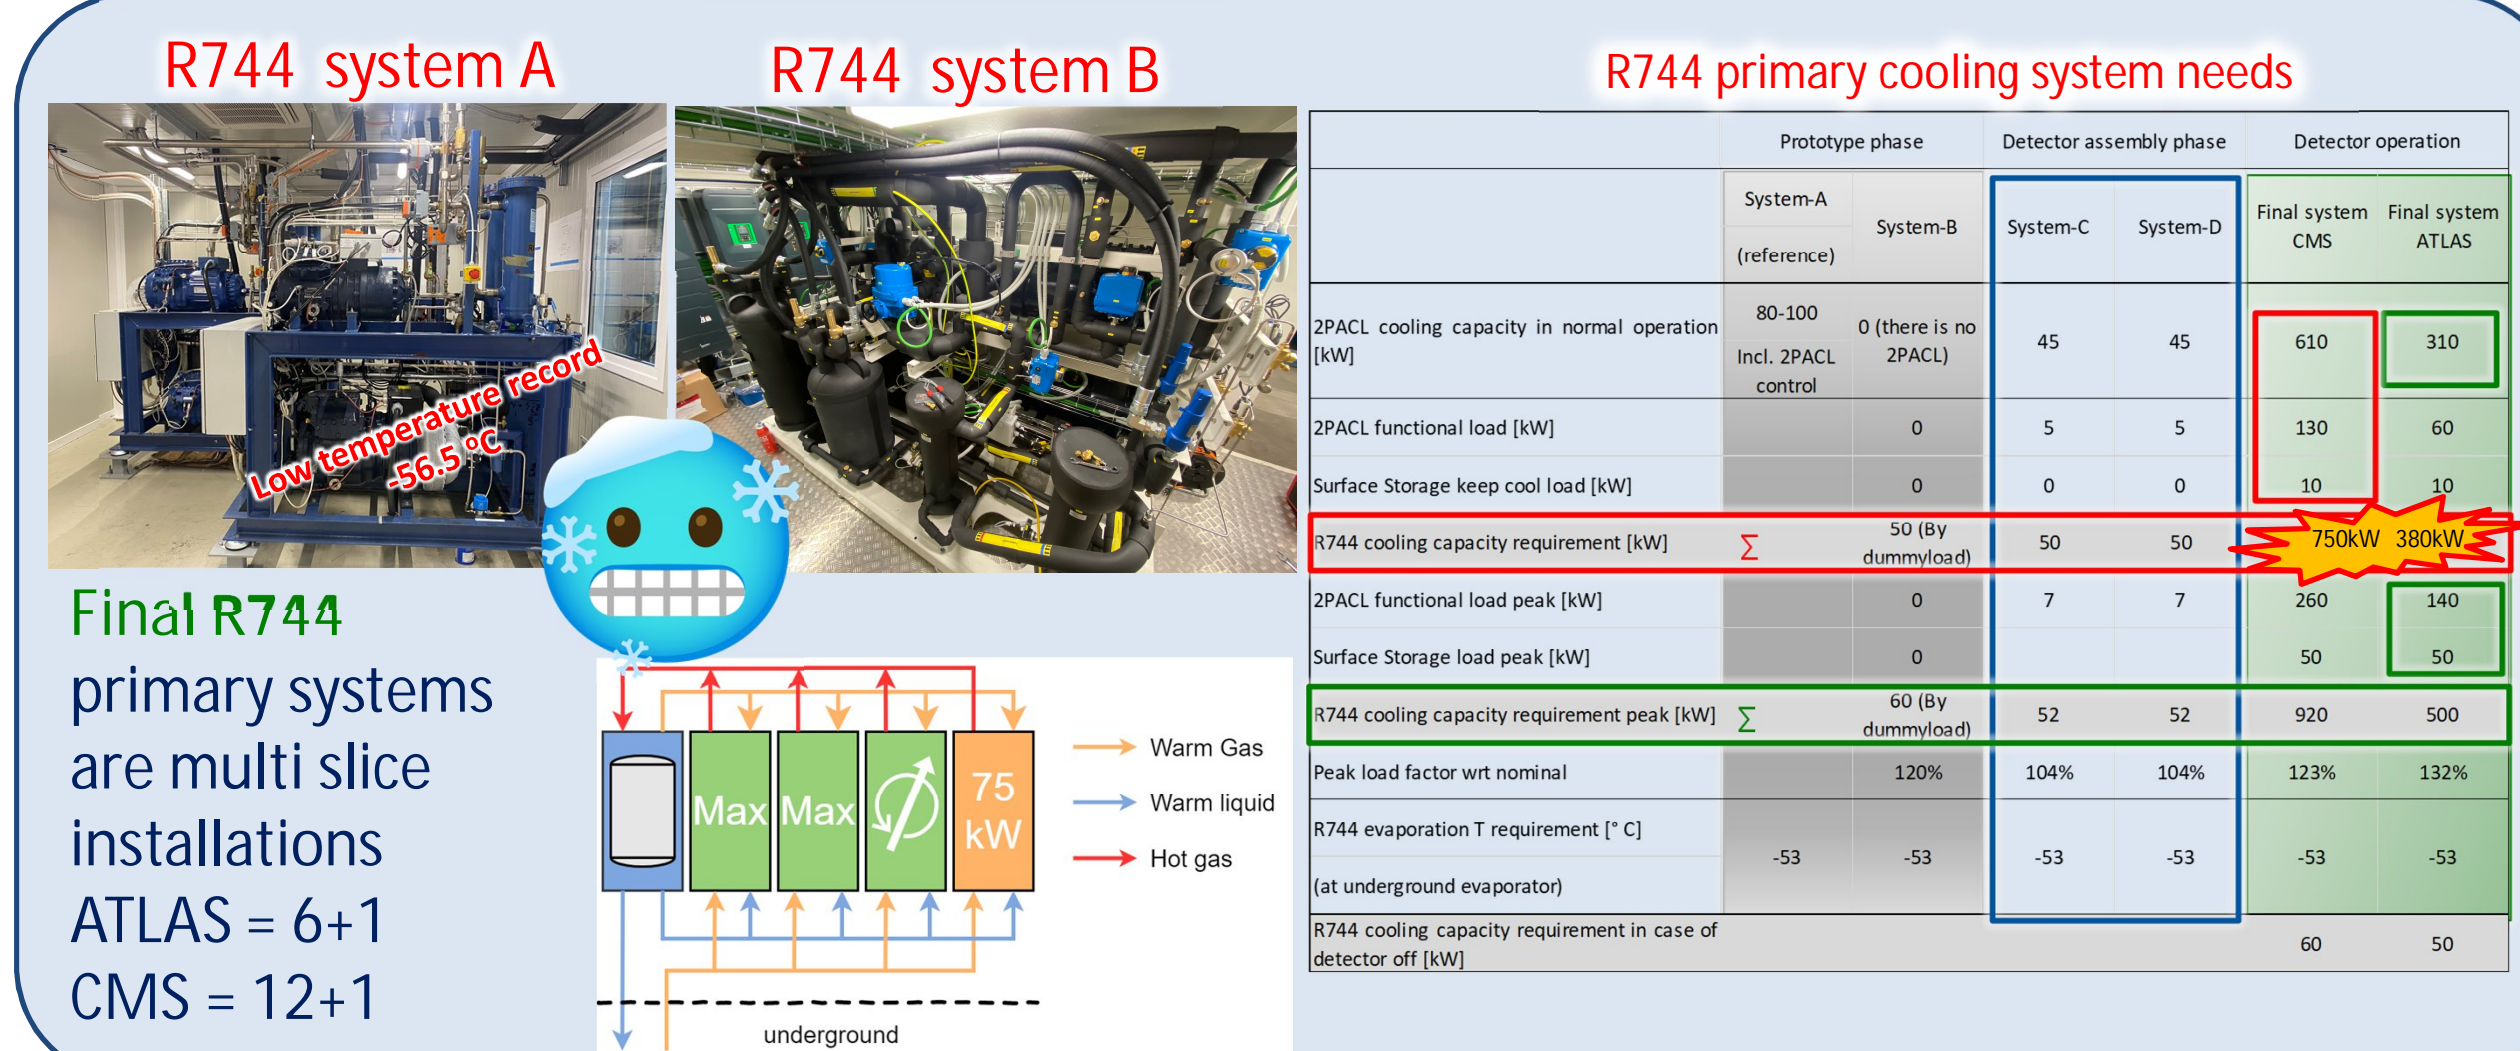 R744 system A
R744 system B
R744 primary cooling system needs
Low temperature record
-56.5 °C
Final R744
primary systems
are multi slice
installations
ATLAS = 6+1
CMS = 12+1
Max Max 75
kW
Warm Gas
Warm liquid
Hot gas
underground
Prototype phase Detector assembly phase Detector operation
System-A
(reference)
System-B System-C System-D
Final system
CMS
Final system
ATLAS
2PACL cooling capacity in normal operation
[kW]
80-100
Incl. 2PACL
control
0 (there is no
2PACL)
45 45 610 310
2PACL functional load [kW] 0 5 5 130 60
Surface Storage keep cool load [kW] 0 0 0 10 10
R744 cooling capacity requirement [kW] ∑ 50 (By
dummyload)
50 50 750kW 380kW
2PACL functional load peak [kW] 0 7 7 260 140
Surface Storage load peak [kW] 0 50 50
R744 cooling capacity requirement peak [kW] ∑ 60 (By
dummyload)
52 52 920 500
Peak load factor wrt nominal 120% 104% 104% 123% 132%
R744 evaporation T requirement [° C]
(at underground evaporator)
-53 -53 -53 -53 -53 -53
R744 cooling capacity requirement in case of
detector off [kW]
60 50